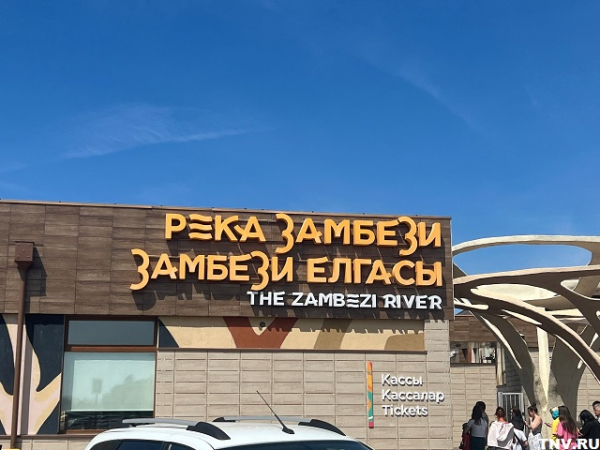 РЕКА ЗАМБЕЗИ
ЗАМБЕЗИ ЕЛГАСЫ
THE ZAMBEZI RIVER
Кассы
Кассалар
Tickets
TNV.RU